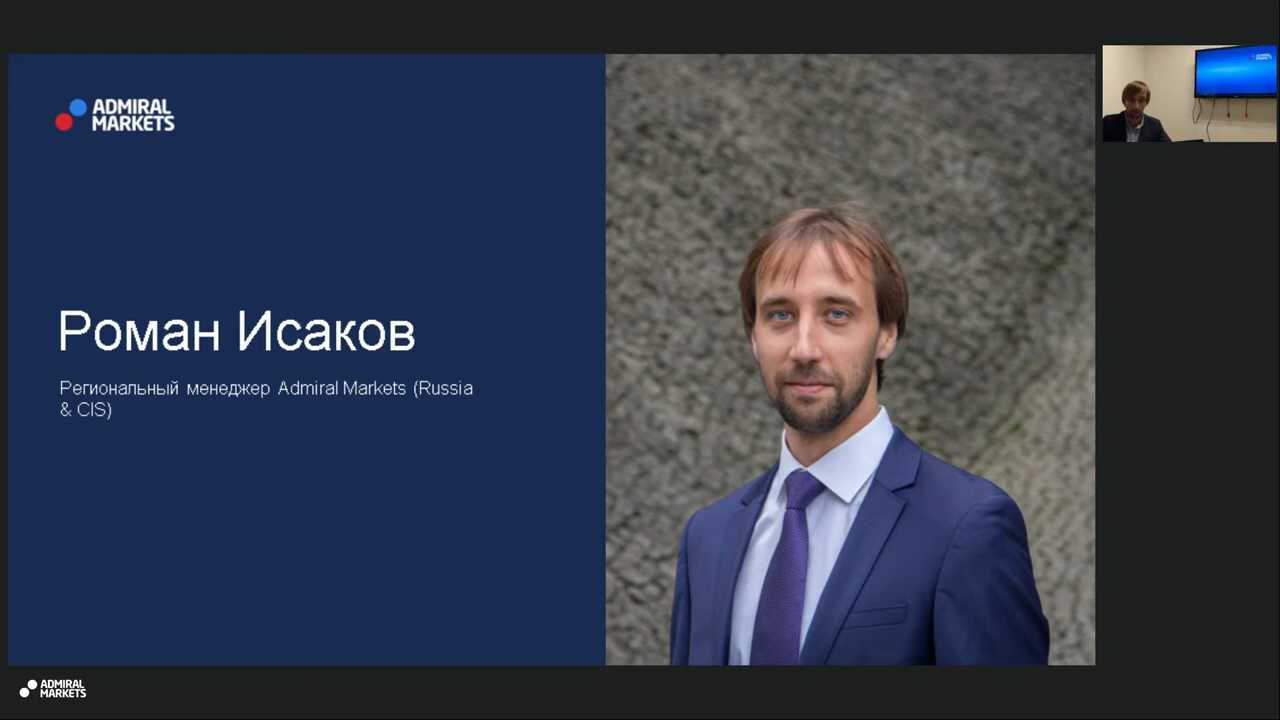 ADMIRAL
MARKETS
Роман Исаков
Региональный менеджер Admiral Markets (Russia
& CIS)
ADMIRAL
MARKETS